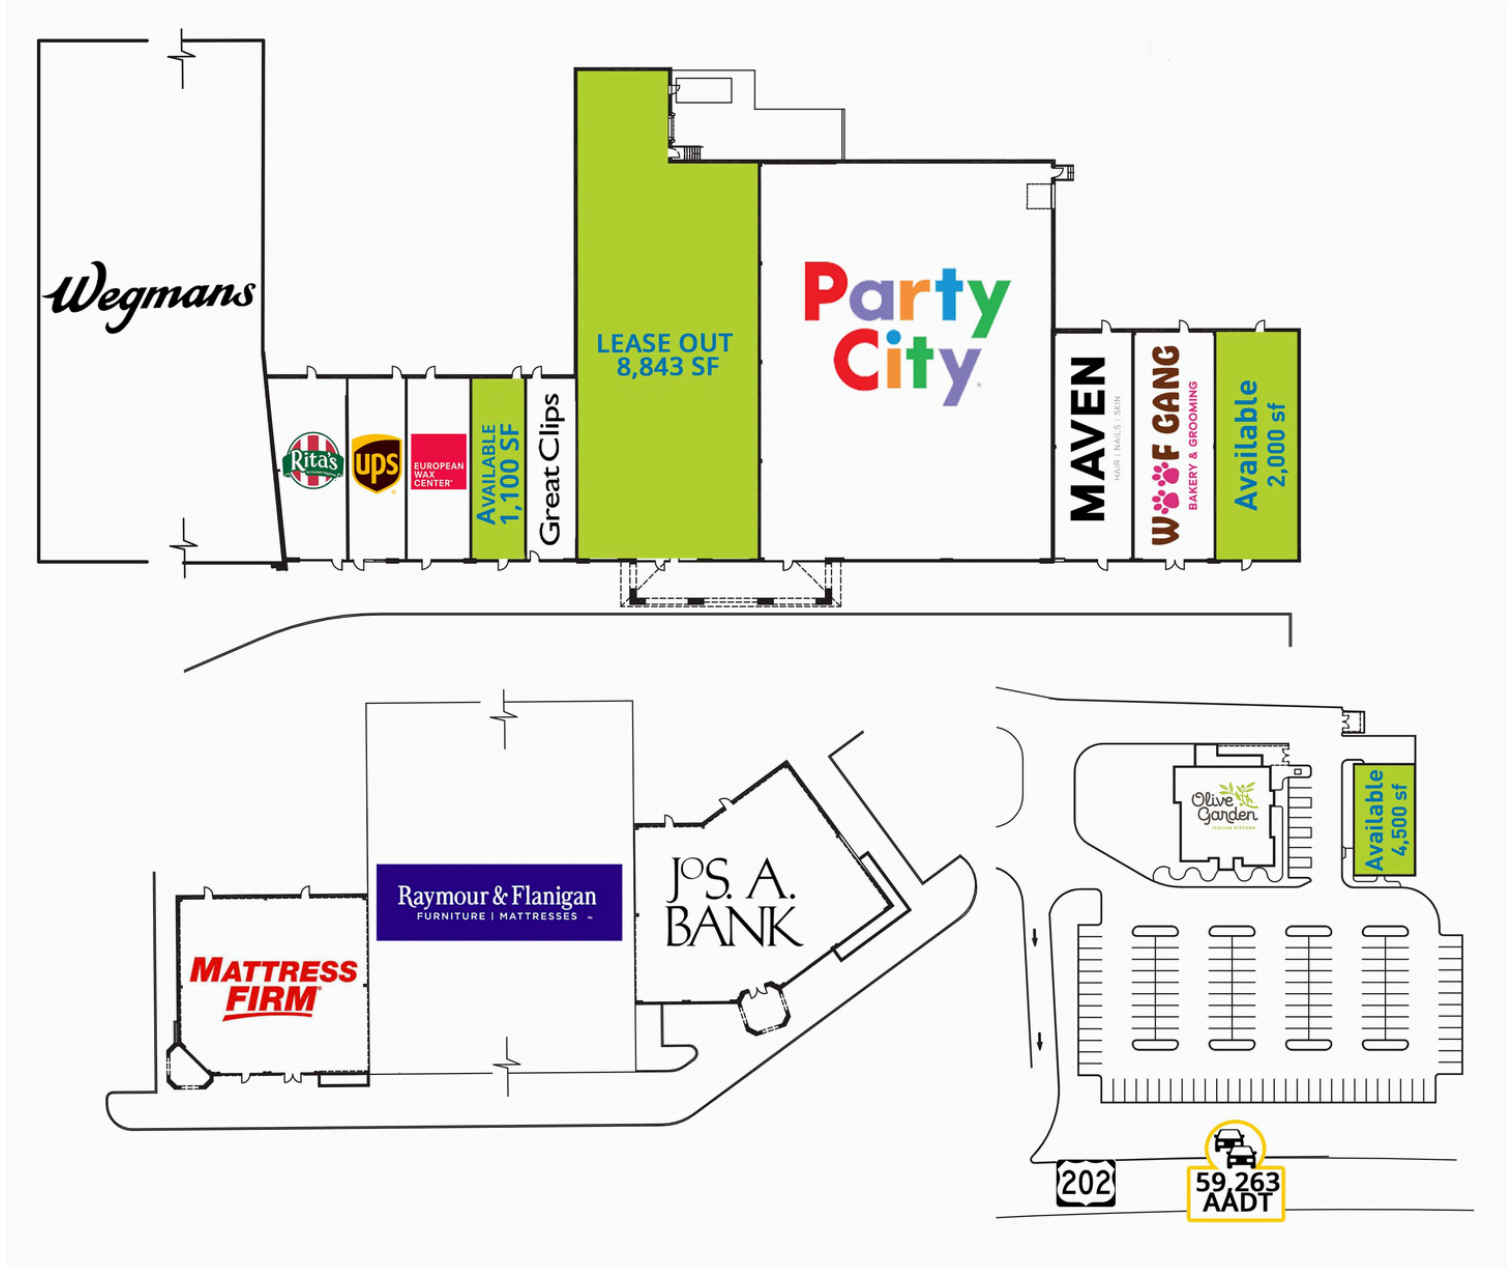 Wegmans
Rita's
ups
EUROPEAN
WAX
CENTER
AVAILABLE
1,100 SF
Great Clips
LEASE OUT
8,843 SF
Party
City
MAVEN
HAIR | NAILS | SKIN
WOOF GANG
BAKERY & GROOMING
Available
2,000 sf
MATTRESS
FIRM
Raymour & Flanigan
FURNITURE | MATTRESSES
JOS. A.
BANK
Olive
Garden
ITALIAN KITCHEN
Available
4,500 sf
202
59,263
AADT